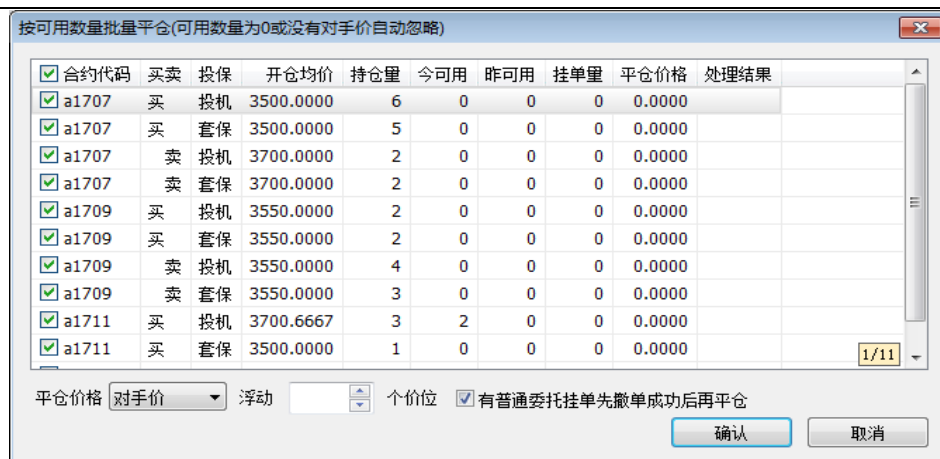 按可用数量批量平仓(可用数量为0或没有对手价自动忽略)
合约代码 买卖 投保 开仓均价 持仓量 今可用 昨可用 挂单量 平仓价格 处理结果
a1707 买 投机 3500.0000 6 0 0 0 0.0000
a1707 买 套保 3500.0000 5 0 0 0 0.0000
a1707 卖 投机 3700.0000 2 0 0 0 0.0000
a1707 卖 套保 3700.0000 2 0 0 0 0.0000
a1709 买 投机 3550.0000 2 0 0 0 0.0000
a1709 买 套保 3550.0000 2 0 0 0 0.0000
a1709 卖 投机 3550.0000 4 0 0 0 0.0000
a1709 卖 套保 3550.0000 3 0 0 0 0.0000
a1711 买 投机 3700.6667 3 2 0 0 0.0000
a1711 买 套保 3500.0000 1 0 0 0 0.0000
1/11
平仓价格 对手价 浮动 个价位 有普通委托挂单先撤单成功后再平仓
确认 取消